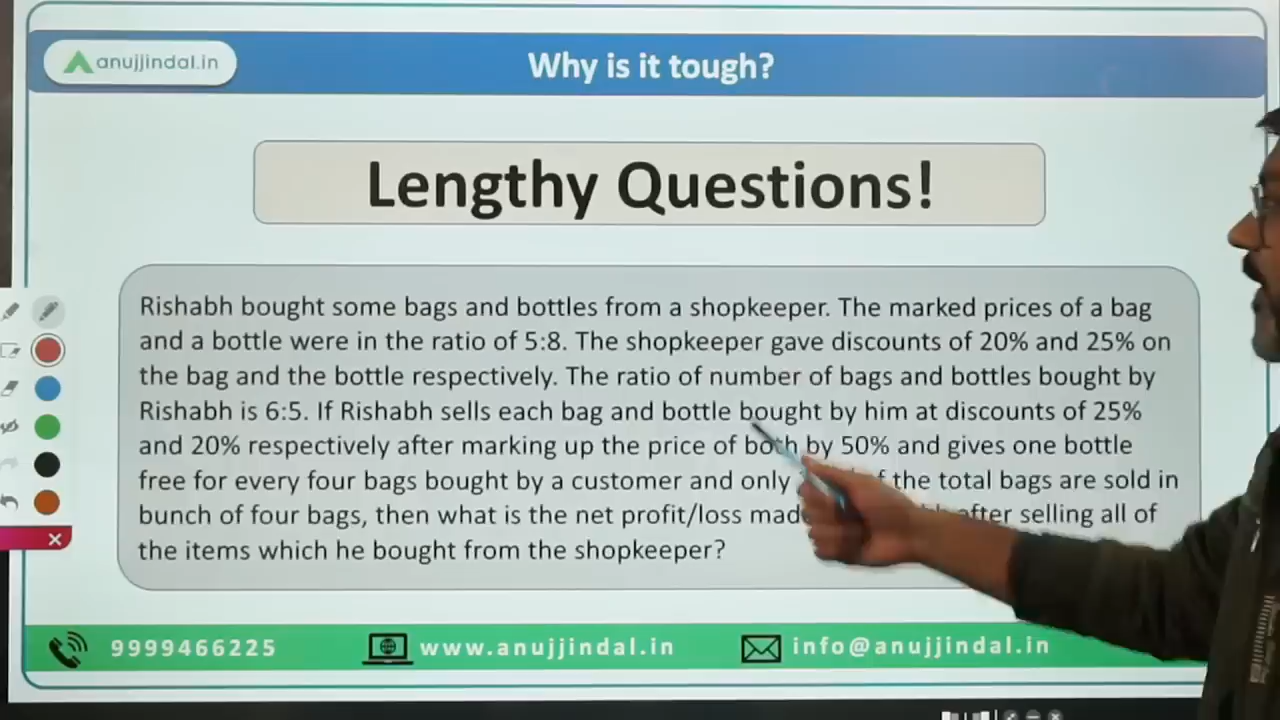 anujjindal.in
Why is it tough?
Lengthy Questions!
Rishabh bought some bags and bottles from a shopkeeper. The marked prices of a bag
and a bottle were in the ratio of 5:8. The shopkeeper gave discounts of 20% and 25% on
the bag and the bottle respectively. The ratio of number of bags and bottles bought by
Rishabh is 6:5. If Rishabh sells each bag and bottle bought by him at discounts of 25%
and 20% respectively after marking up the price of both by 50% and gives one bottle
free for every four bags bought by a customer and only the total bags are sold in
bunch of four bags, then what is the net profit/loss after selling all of
the items which he bought from the shopkeeper?
9999466225
www.anujjindal.in
info@anujjindal.in